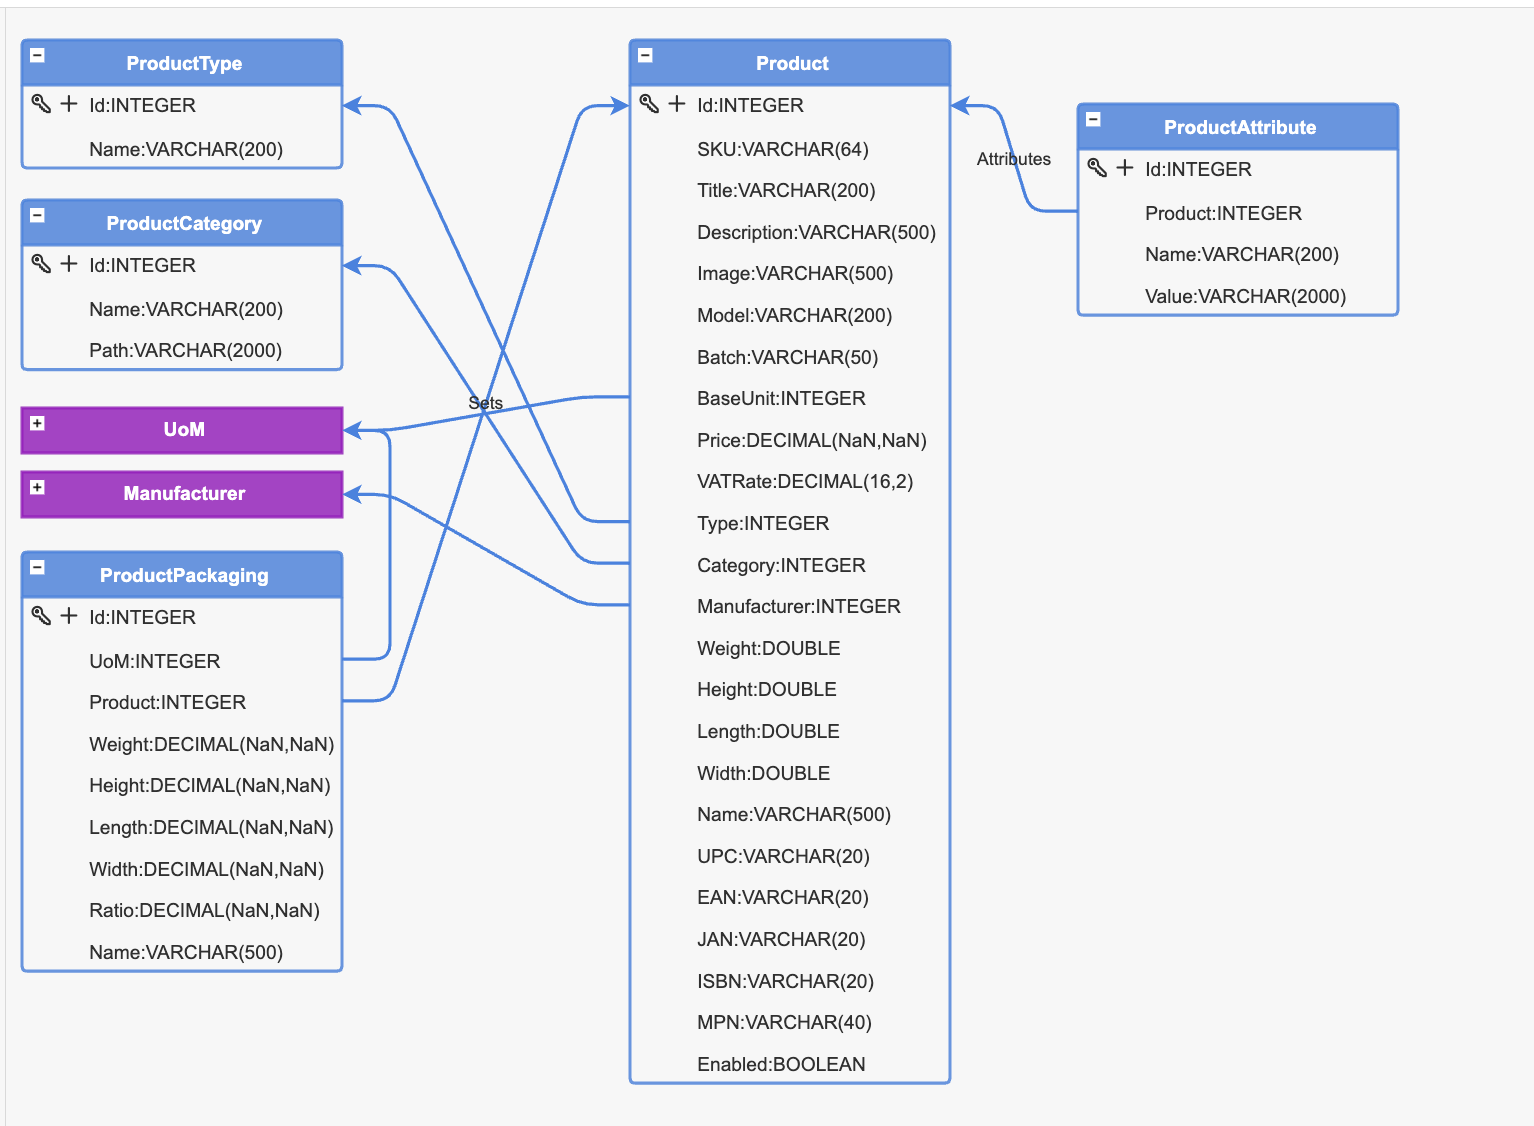 ProductType
Id:INTEGER
Name:VARCHAR(200)
ProductCategory
Id:INTEGER
Name:VARCHAR(200)
Path:VARCHAR(2000)
UoM
Manufacturer
ProductPackaging
Id:INTEGER
UoM:INTEGER
Product:INTEGER
Weight:DECIMAL(NaN,NaN)
Height:DECIMAL(NaN,NaN)
Length:DECIMAL(NaN,NaN)
Width:DECIMAL(NaN,NaN)
Ratio:DECIMAL(NaN,NaN)
Name:VARCHAR(500)
Sets
Product
Id:INTEGER
SKU:VARCHAR(64)
Title:VARCHAR(200)
Description:VARCHAR(500)
Image:VARCHAR(500)
Model:VARCHAR(200)
Batch:VARCHAR(50)
BaseUnit:INTEGER
Price:DECIMAL(NaN,NaN)
VATRate:DECIMAL(16,2)
Type:INTEGER
Category:INTEGER
Manufacturer:INTEGER
Weight:DOUBLE
Height:DOUBLE
Length:DOUBLE
Width:DOUBLE
Name:VARCHAR(500)
UPC:VARCHAR(20)
EAN:VARCHAR(20)
JAN:VARCHAR(20)
ISBN:VARCHAR(20)
MPN:VARCHAR(40)
Enabled:BOOLEAN
Attributes
ProductAttribute
Id:INTEGER
Product:INTEGER
Name:VARCHAR(200)
Value:VARCHAR(2000)